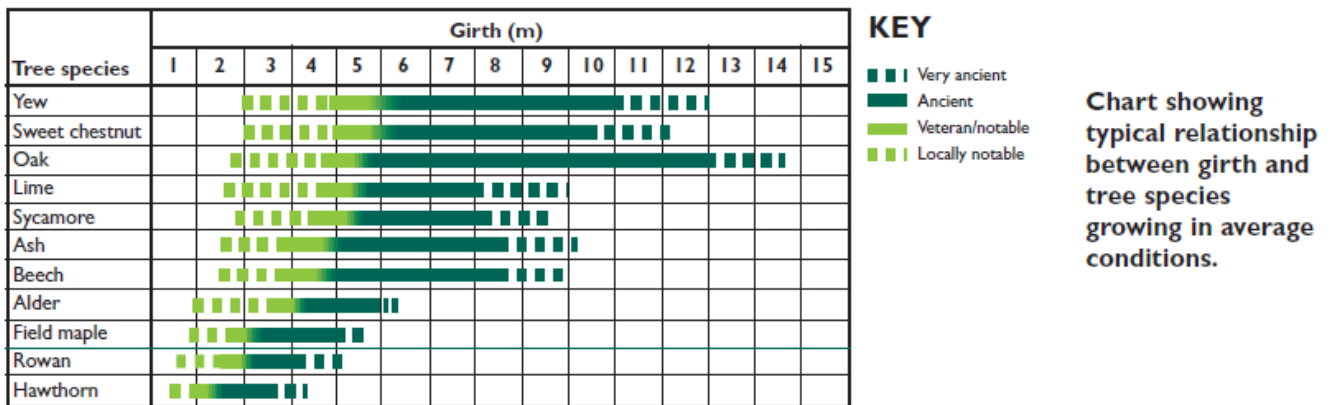 Girth (m)
Tree species 1 2 3 4 5 6 7 8 9 10 11 12 13 14 15
Yew
Sweet chestnut
Oak
Lime
Sycamore
Ash
Beech
Alder
Field maple
Rowan
Hawthorn
KEY
Very ancient
Ancient
Veteran/notable
Locally notable
Chart showing
typical relationship
between girth and
tree species
growing in average
conditions.